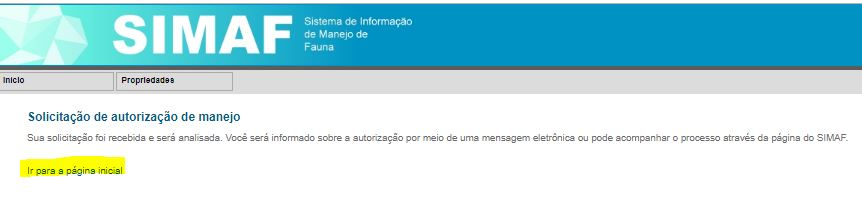 SIMAF
Sistema de Informação
de Manejo de
Fauna
Inicio
Propriedades
Solicitação de autorização de manejo
Sua solicitação foi recebida e será analisada. Você será informado sobre a autorização por meio de uma mensagem eletrônica ou pode acompanhar o processo através da página do SIMAF.
Ir para a página inicial